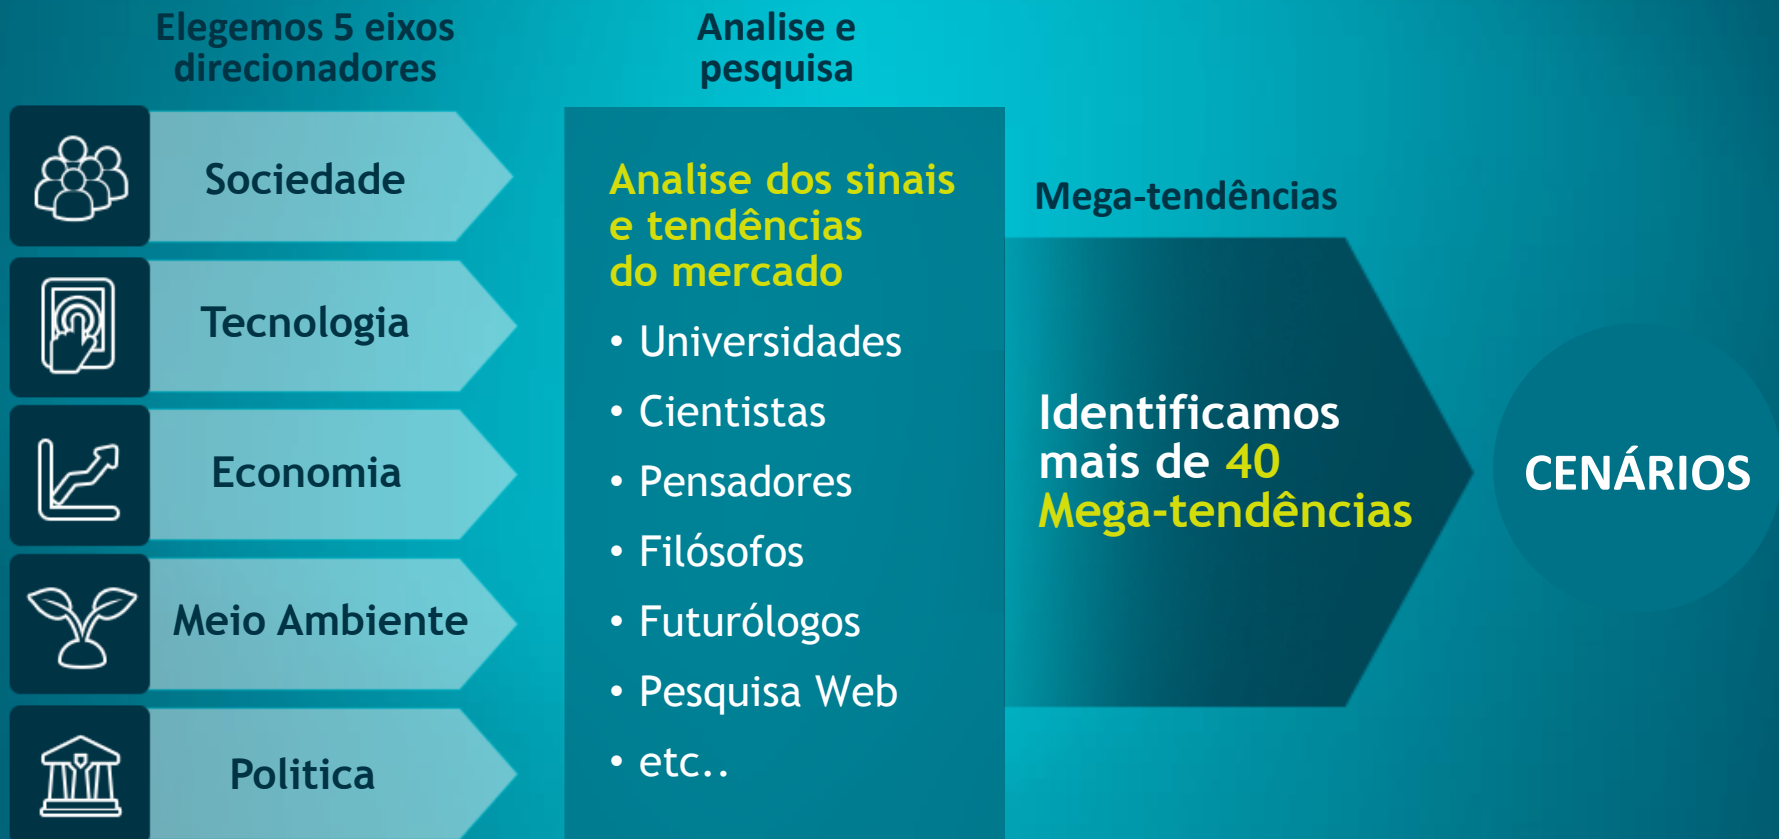 Elegemos 5 eixos
direcionadores
Sociedade
Tecnologia
Economia
Meio Ambiente
Politica
Analise e
pesquisa
Analise dos sinais
e tendências
do mercado
• Universidades
• Cientistas
• Pensadores
• Filósofos
• Futurólogos
• Pesquisa Web
• etc..
Mega-tendências
Identificamos
mais de 40
Mega-tendências
CENÁRIOS